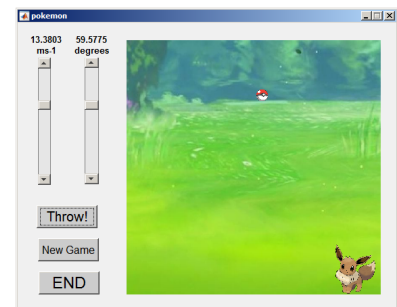 pokemon
13.3803 59.5775
ms-1 degrees
Throw!
New Game
END